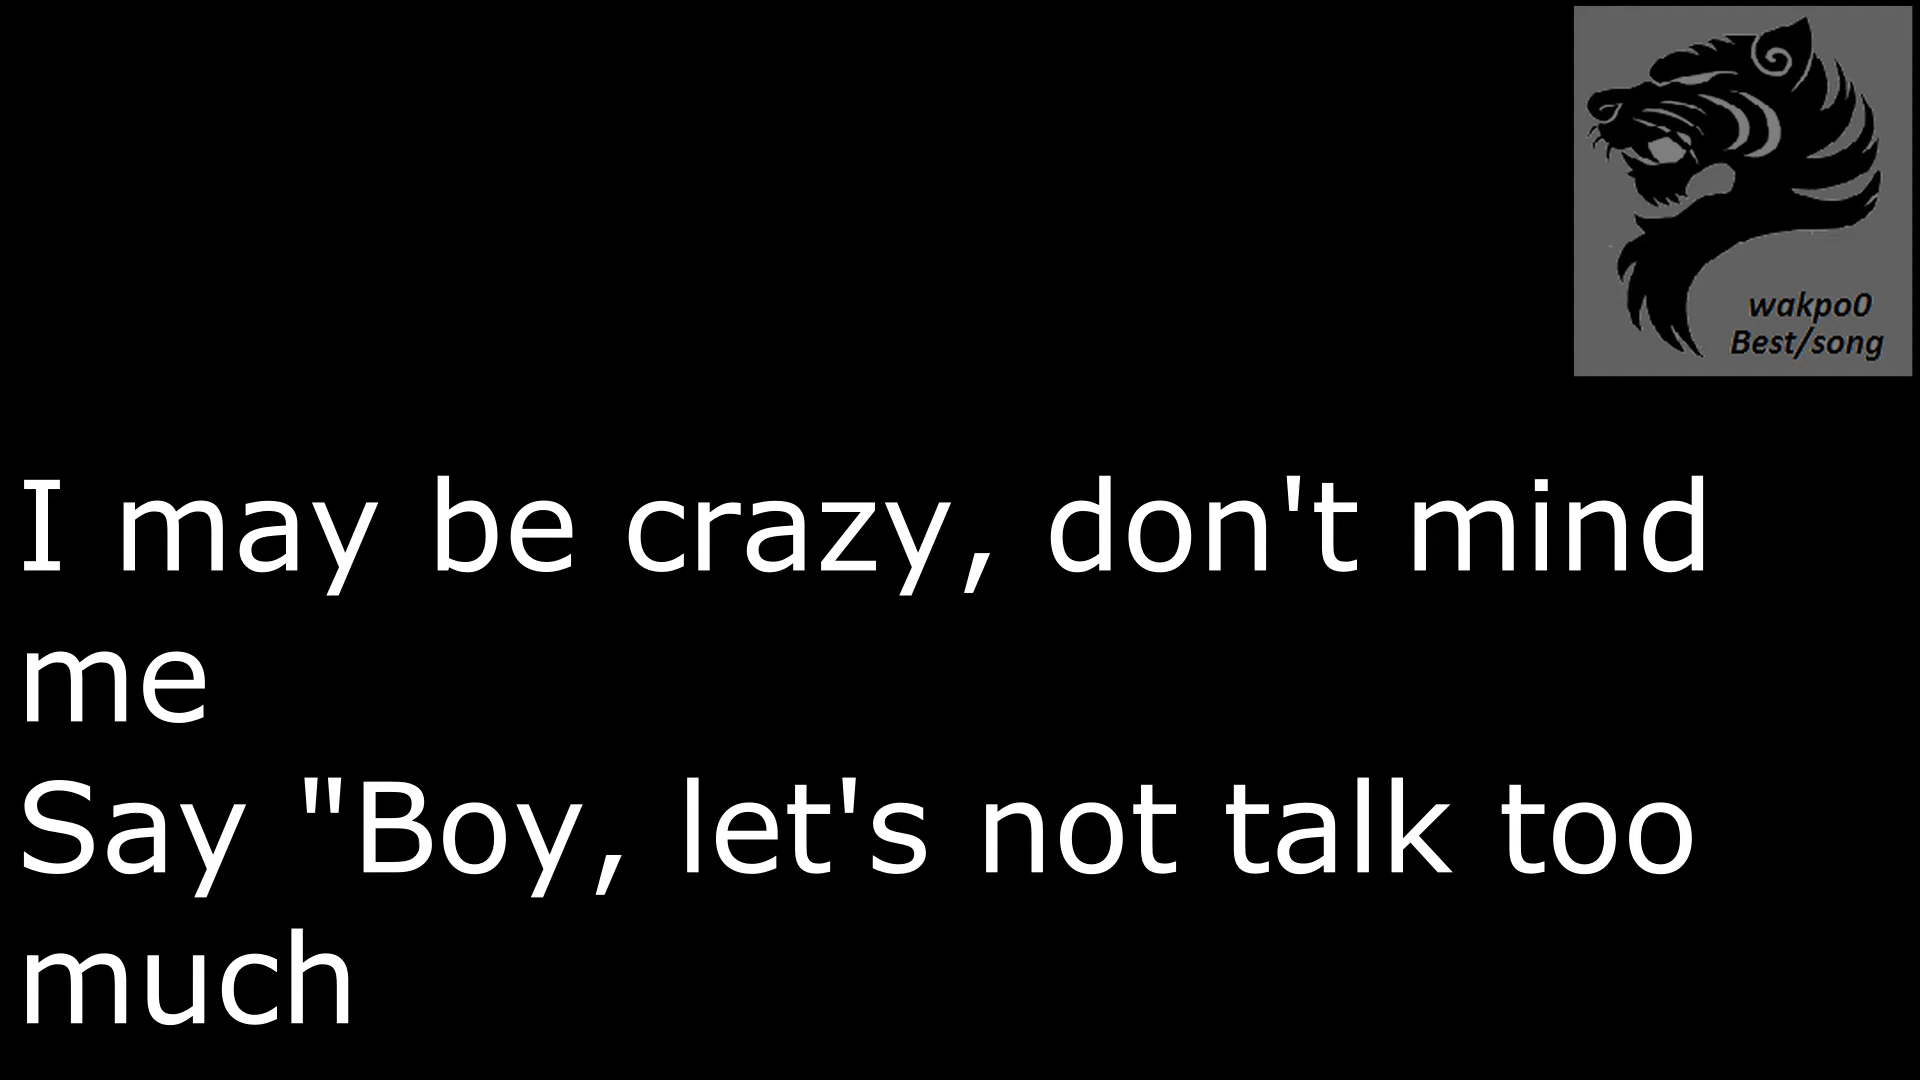 wakpo0
Best/song
I may be crazy, don't mind
me
Say "Boy, let's not talk too
much